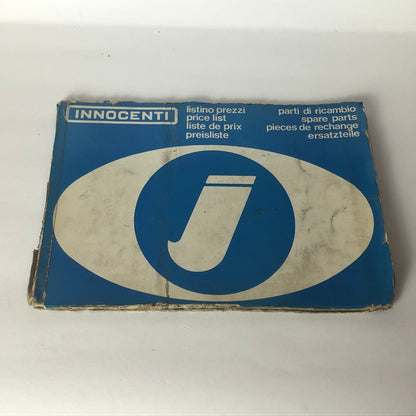 INNOCENTI
listino prezzi
price list
liste de prix
preisliste
parti di ricambio
spare parts
pieces de rechange
ersatzteile
j